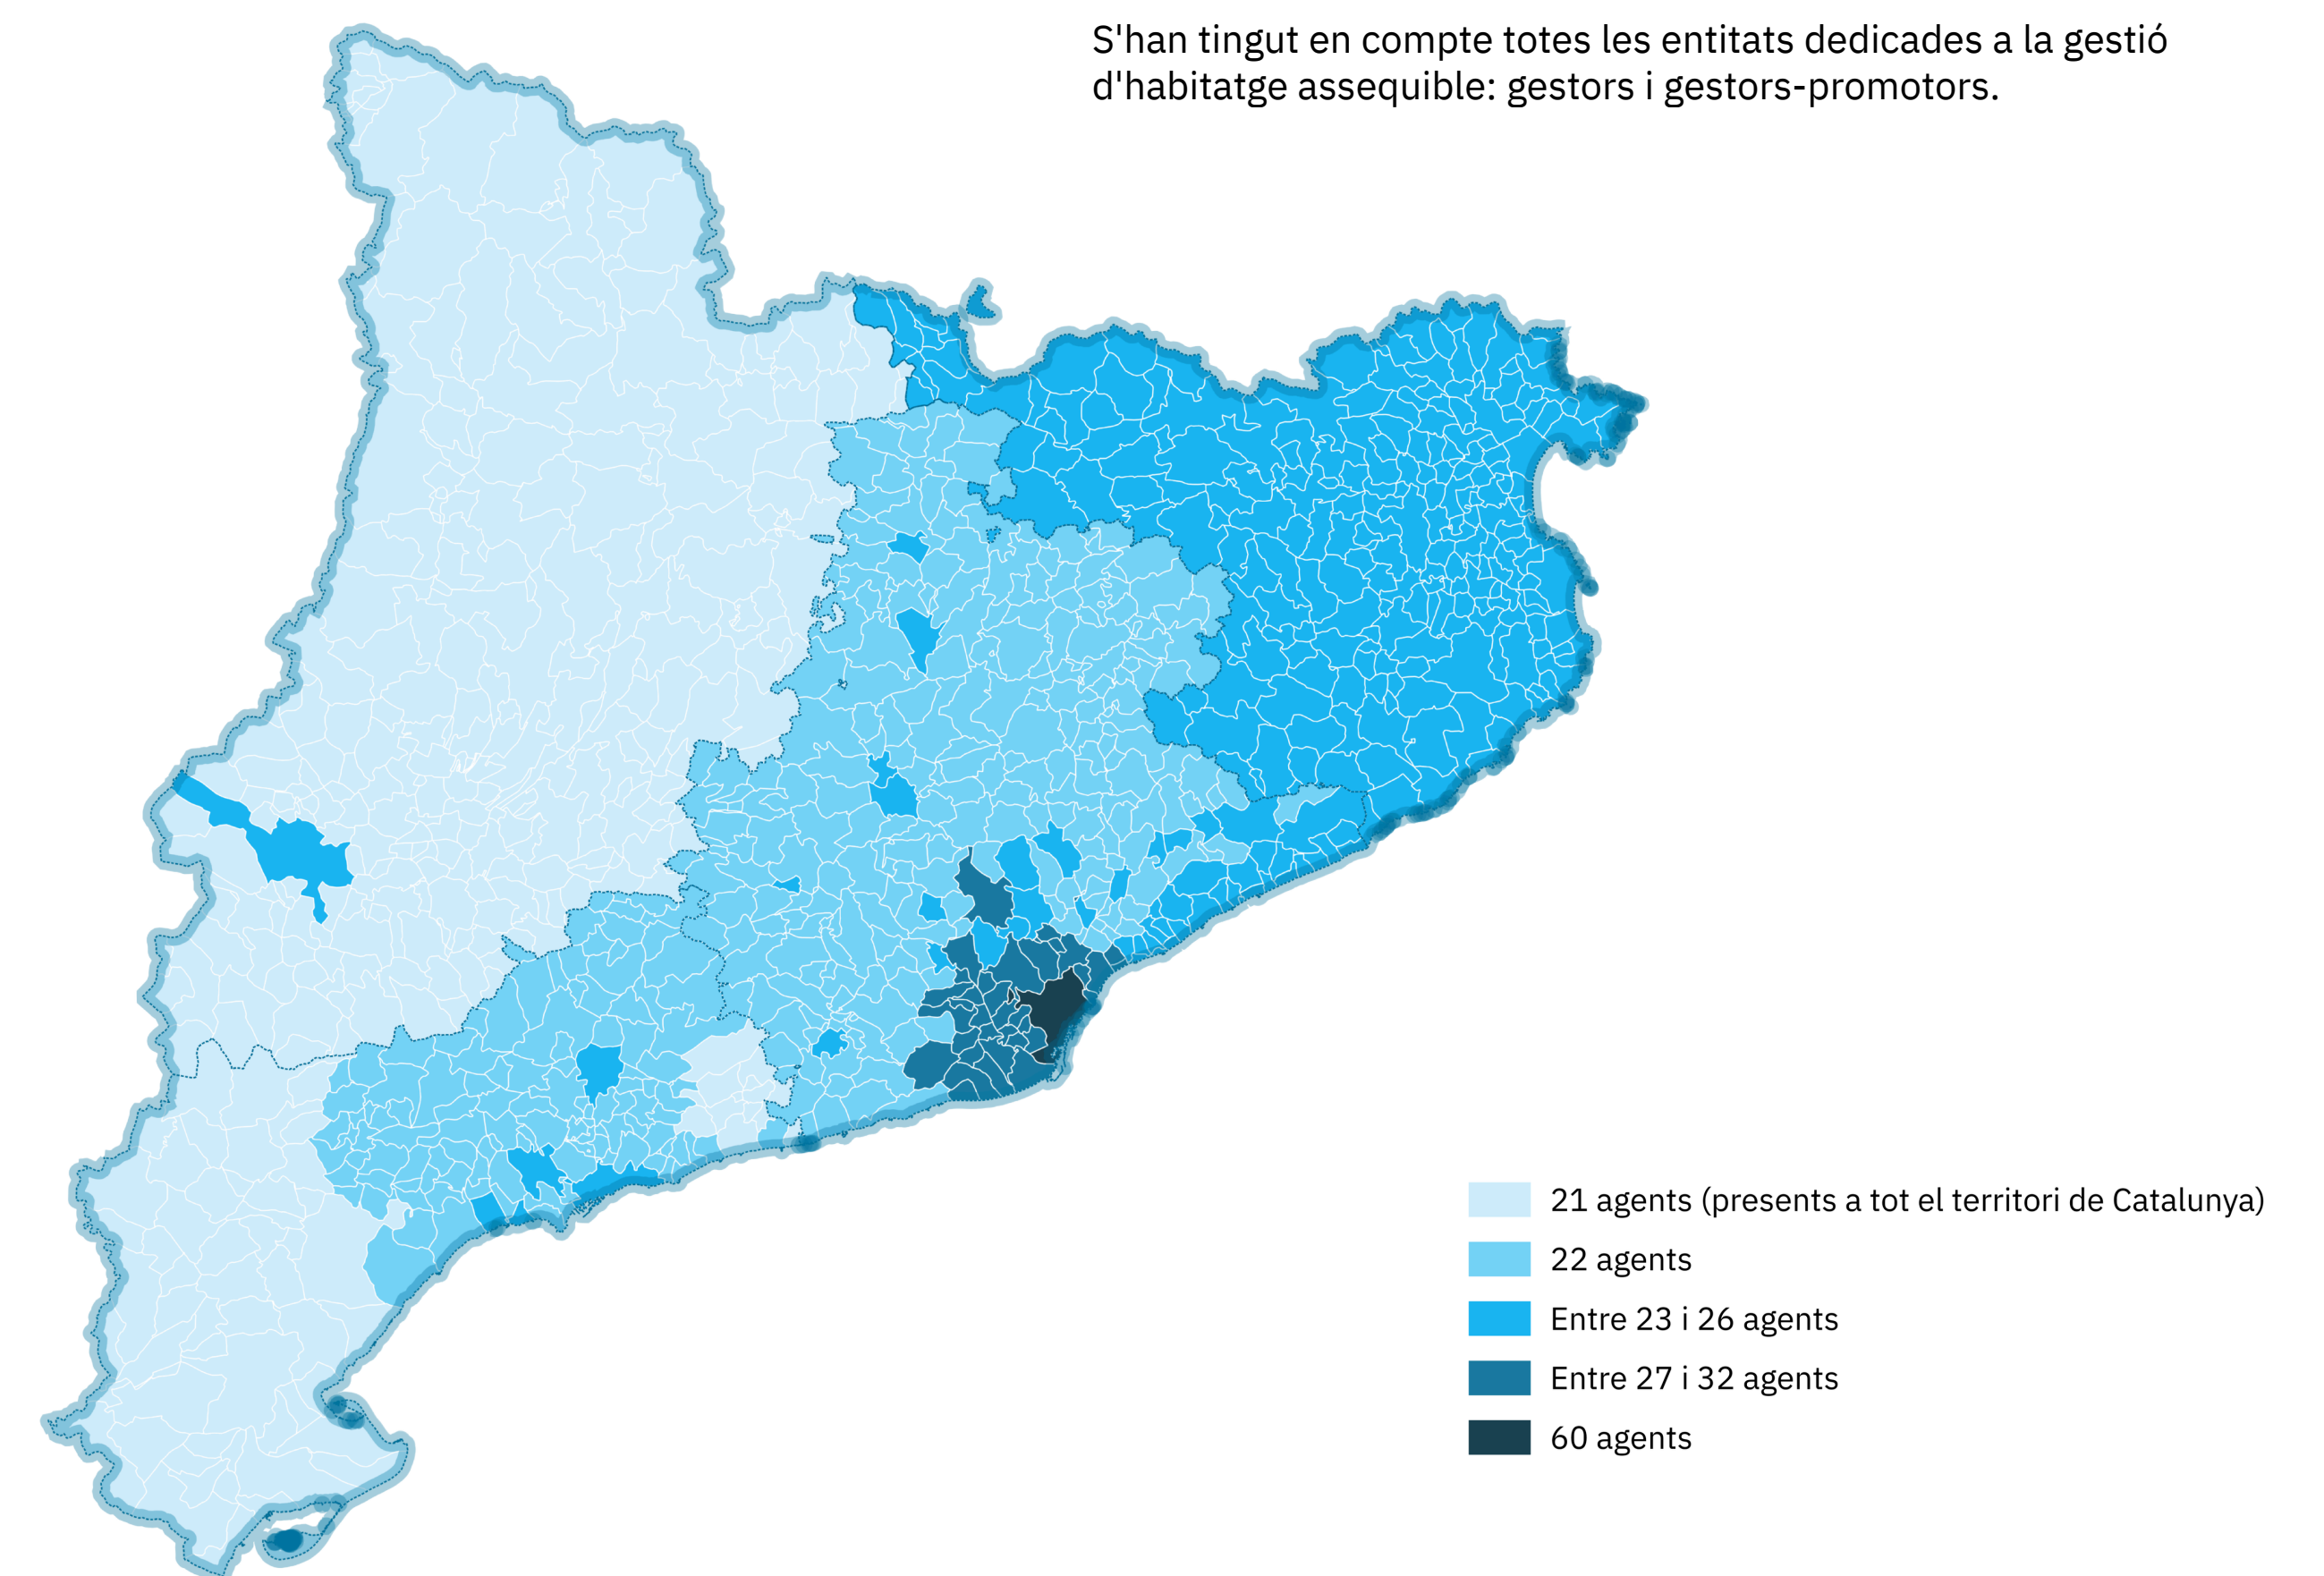 S'han tingut en compte totes les entitats dedicades a la gestió
d'habitatge assequible: gestors i gestors-promotors.
21 agents (presents a tot el territori de Catalunya)
22 agents
Entre 23 i 26 agents
Entre 27 i 32 agents
60 agents